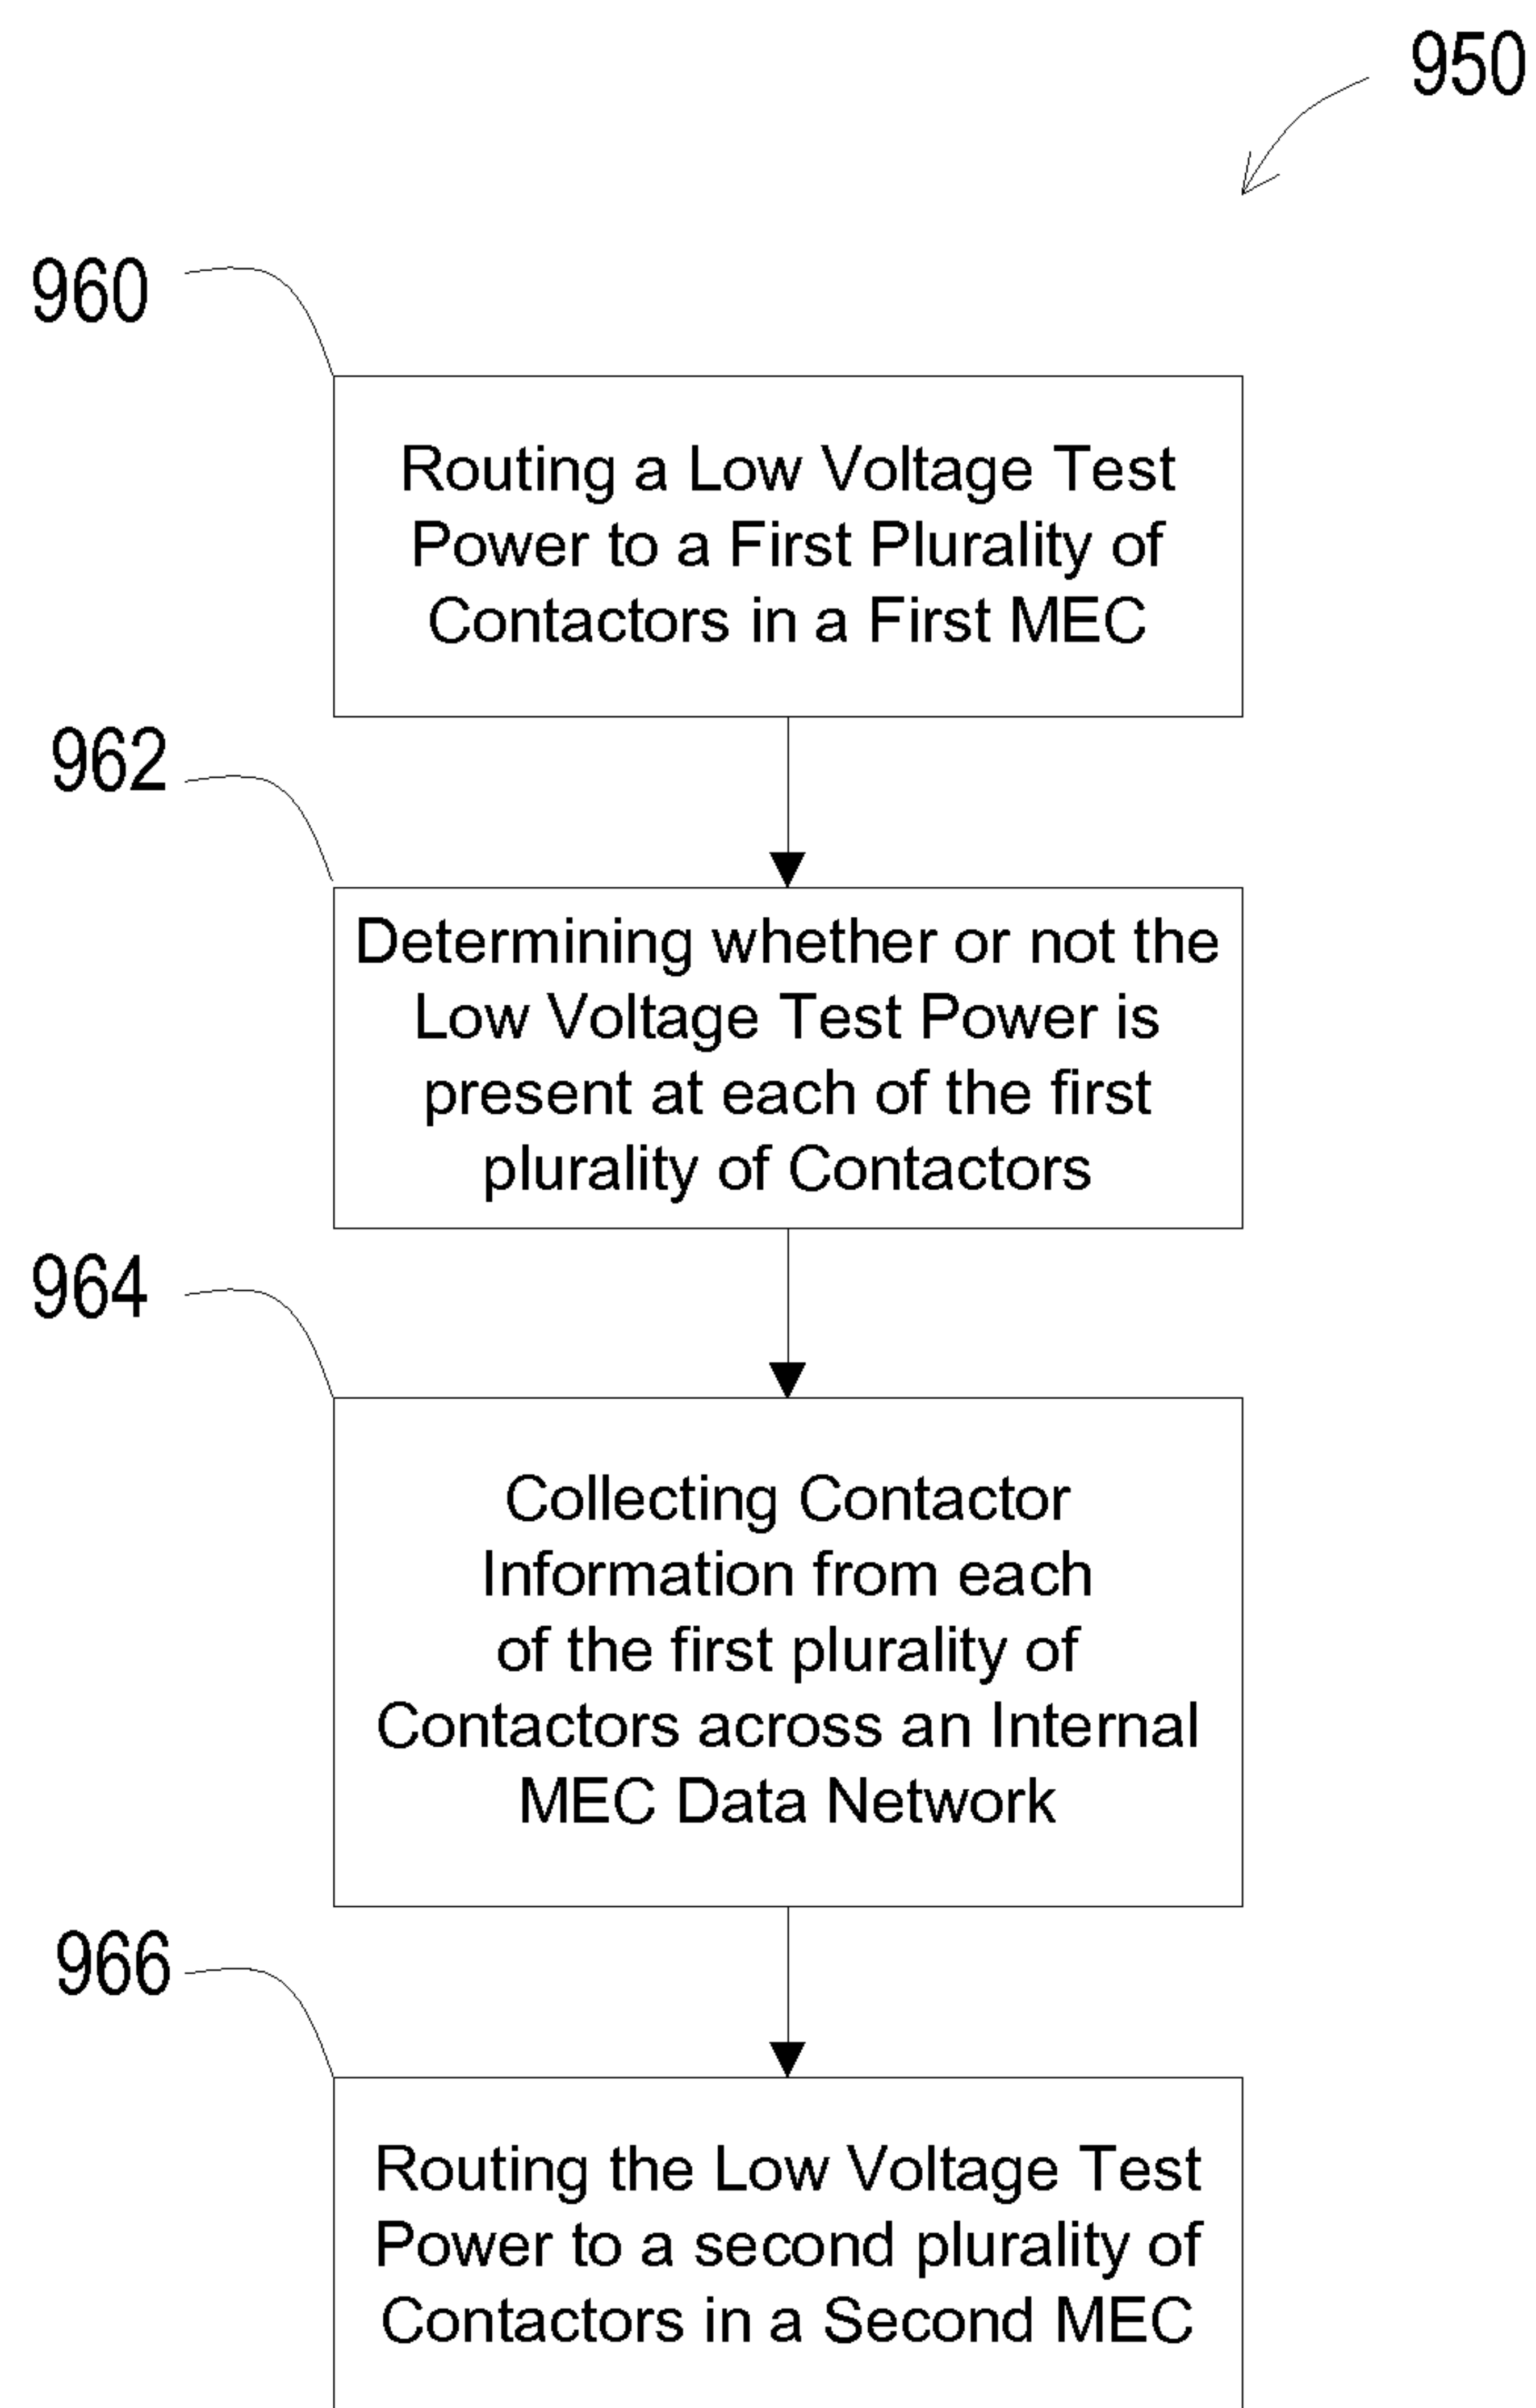 950
960
Routing a Low Voltage Test
Power to a First Plurality of
Contactors in a First MEC
962
Determining whether or not the
Low Voltage Test Power is
present at each of the first
plurality of Contactors
964
Collecting Contactor
Information from each
of the first plurality of
Contactors across an Internal
MEC Data Network
966
Routing the Low Voltage Test
Power to a second plurality of
Contactors in a Second MEC